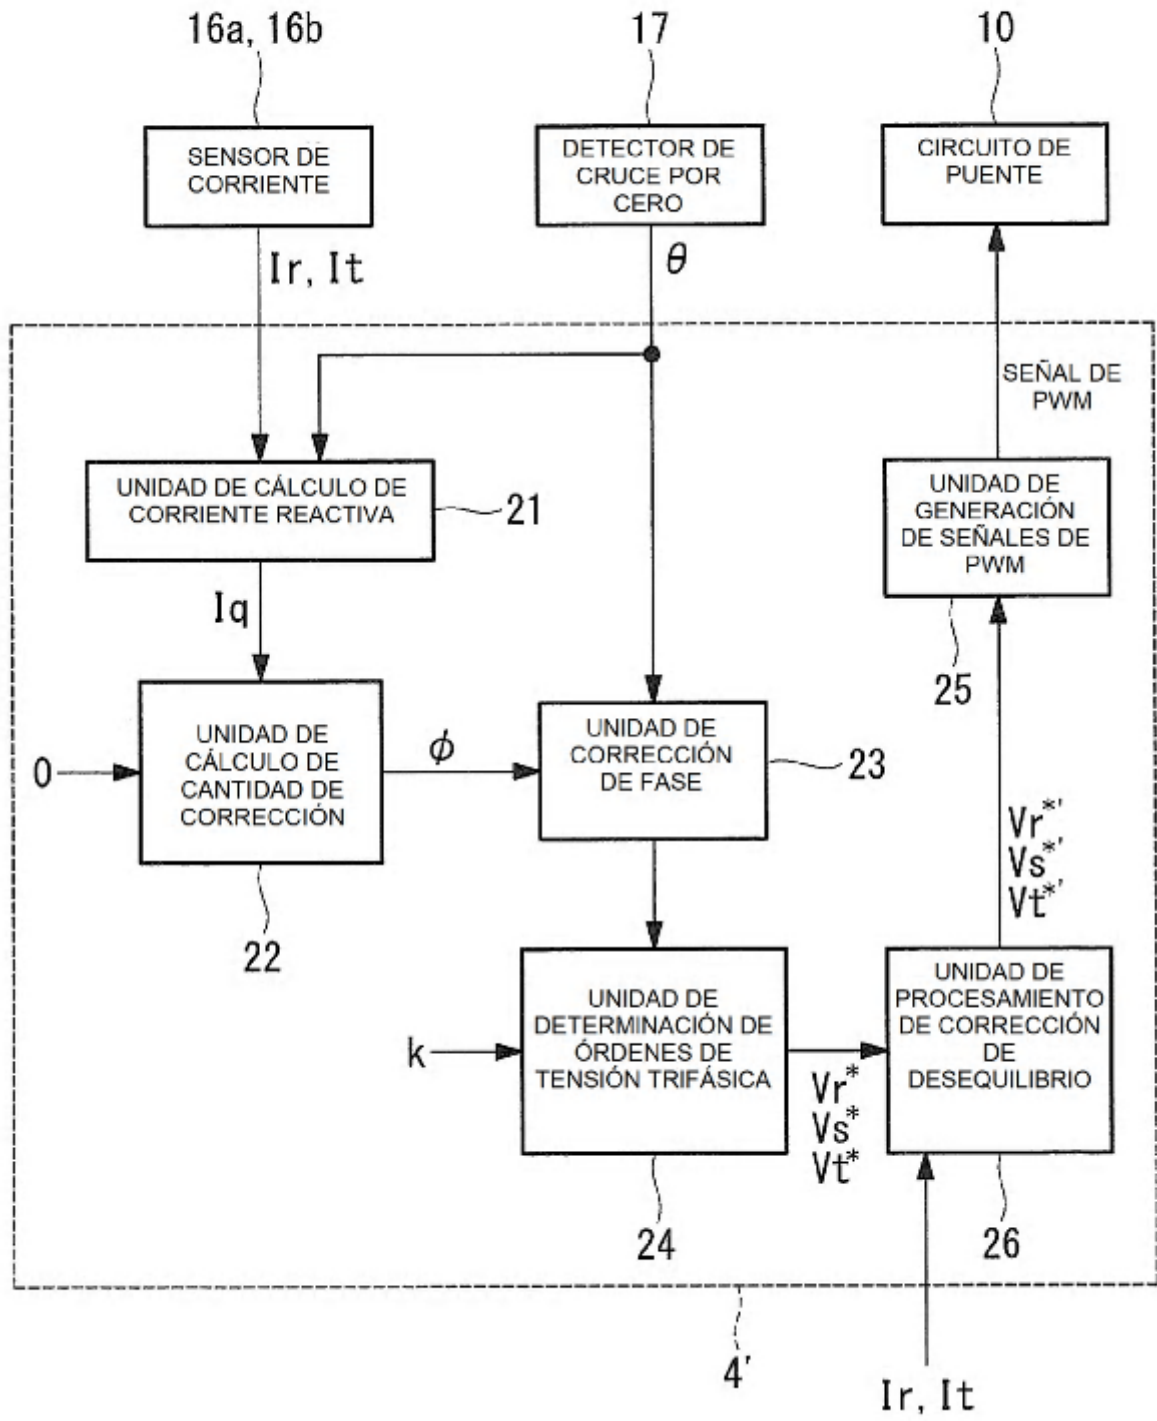 16a, 16b
17
10
SENSOR DE
CORRIENTE
DETECTOR DE
CRUCE POR
CERO
CIRCUITO DE
PUENTE
Ir, It
θ
SEÑAL DE
PWM
UNIDAD DE CÁLCULO DE
CORRIENTE REACTIVA
21
UNIDAD DE
GENERACIÓN
DE SEÑALES DE
PWM
25
Iq
0
UNIDAD DE
CÁLCULO DE
CANTIDAD DE
CORRECCIÓN
22
ϕ
UNIDAD DE
CORRECCIÓN
DE FASE
23
Vr*'
Vs*'
Vt*'
k
UNIDAD DE
DETERMINACIÓN DE
ÓRDENES DE
TENSIÓN TRIFÁSICA
24
Vr*
Vs*
Vt*
UNIDAD DE
PROCESAMIENTO
DE CORRECCIÓN
DE
DESEQUILIBRIO
26
4'
Ir, It